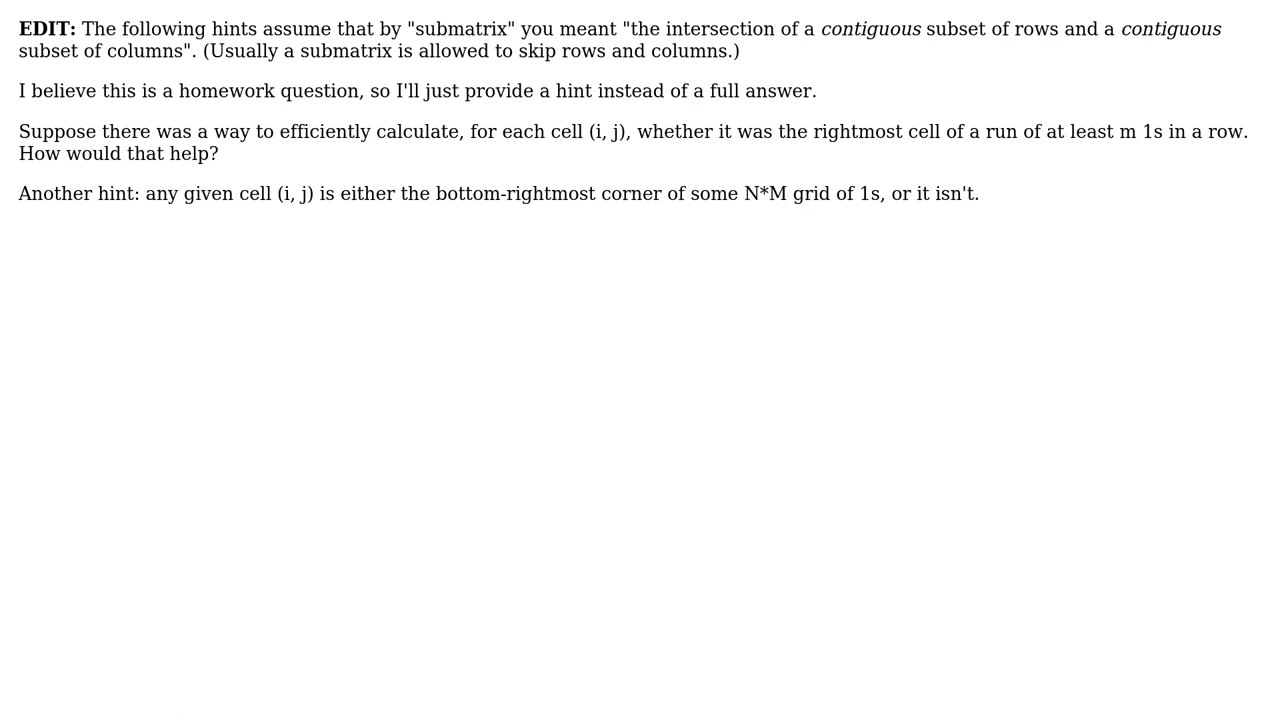 EDIT: The following hints assume that by "submatrix" you meant "the intersection of a contiguous subset of rows and a contiguous
subset of columns". (Usually a submatrix is allowed to skip rows and columns.)
I believe this is a homework question, so I'll just provide a hint instead of a full answer.
Suppose there was a way to efficiently calculate, for each cell (i, j), whether it was the rightmost cell of a run of at least m 1s in a row.
How would that help?
Another hint: any given cell (i, j) is either the bottom-rightmost corner of some N*M grid of 1s, or it isn't.